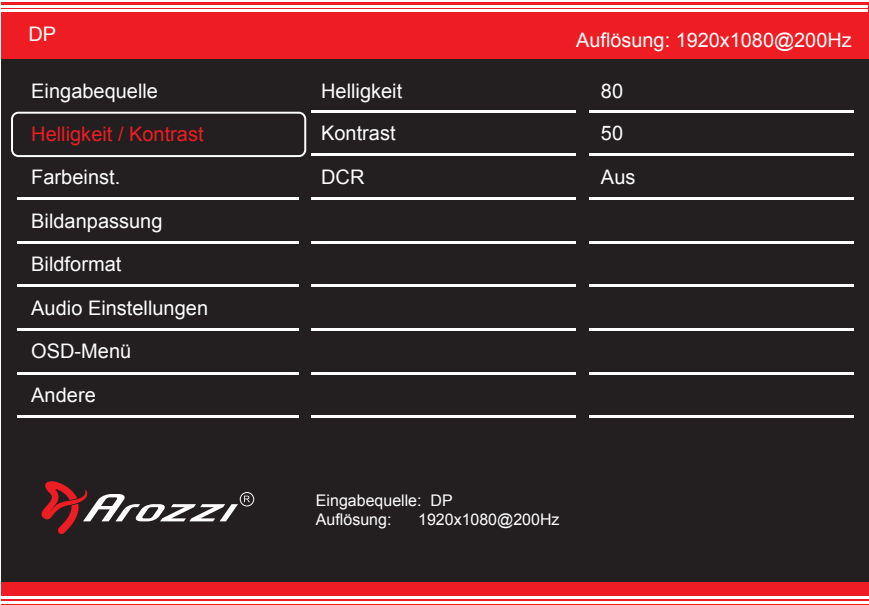 DP
Auflösung: 1920x1080@200Hz
Eingabequelle Helligkeit 80
Helligkeit / Kontrast Kontrast 50
Farbeinst. DCR Aus
Bildanpassung
Bildformat
Audio Einstellungen
OSD-Menü
Andere
Arozzi®
Eingabequelle: DP
Auflösung: 1920x1080@200Hz